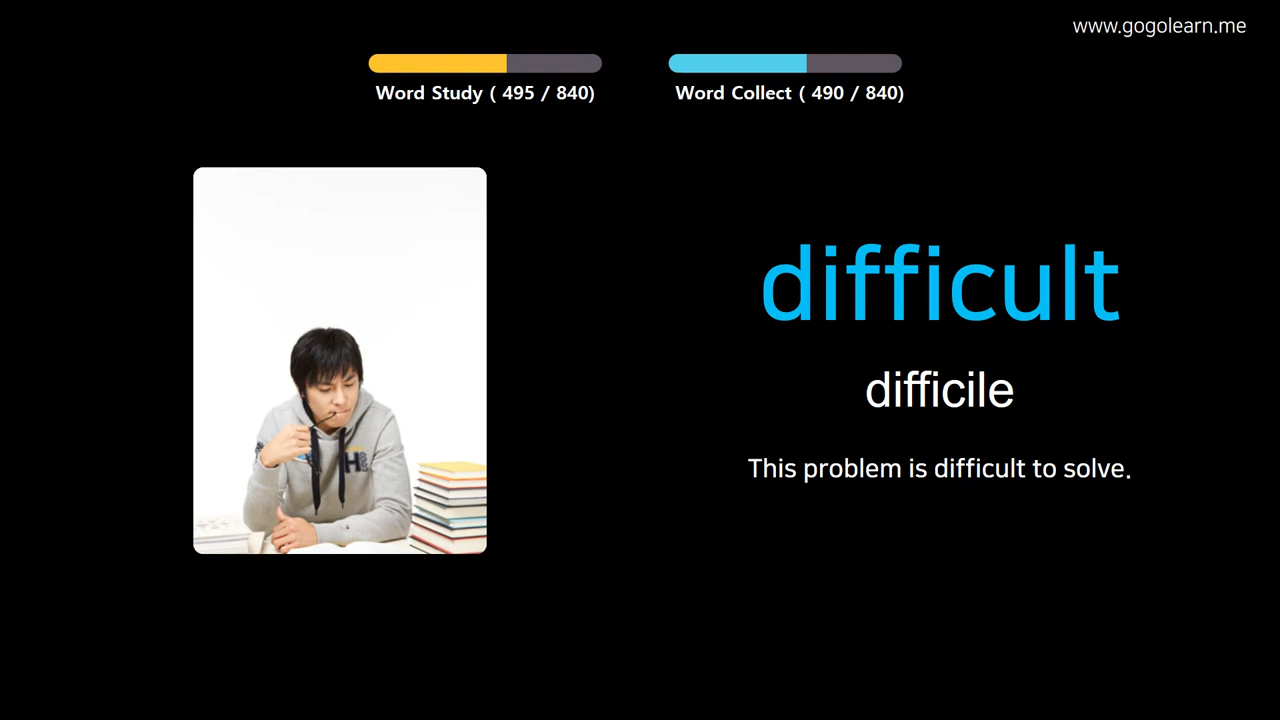 www.gogolearn.me
Word Study ( 495 / 840)
Word Collect ( 490 / 840)
difficult
difficile
This problem is difficult to solve.
H